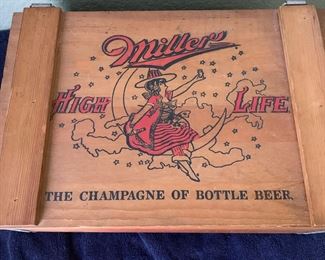 Miller
HIGH LIFE
THE CHAMPAGNE OF BOTTLE BEER.